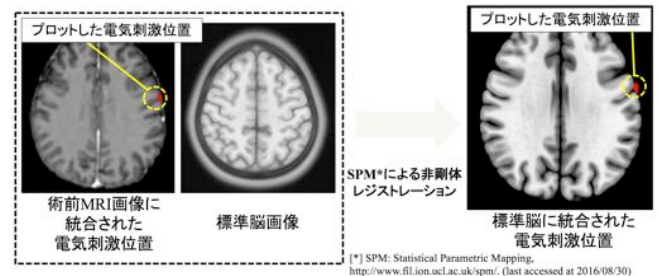 プロットした電気刺激位置
術前MRI画像に
統合された
電気刺激位置
標準脳画像
SPM*による非剛体
レジストレーション
プロットした電気刺激位置
標準脳に統合された
電気刺激位置
[*] SPM: Statistical Parametric Mapping,
http://www.fil.ion.ucl.ac.uk/spm/. (last accessed at 2016/08/30)